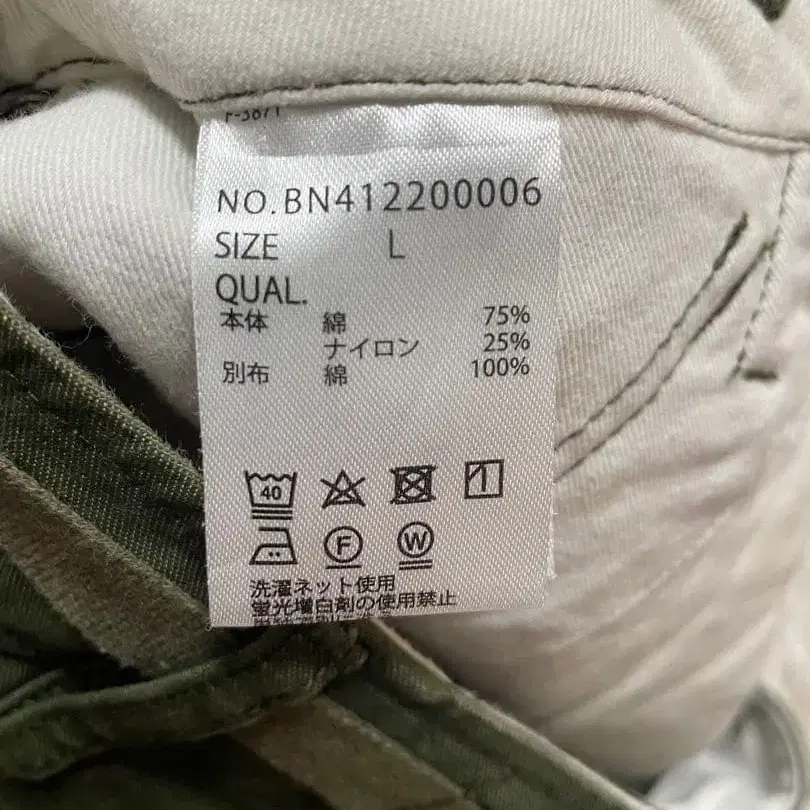 F-3871
NO.BN412200006
SIZE L
QUAL.
本体 綿 75%
ナイロン 25%
別布 綿 100%
40
F W
洗濯ネット使用
蛍光増白剤の使用禁止